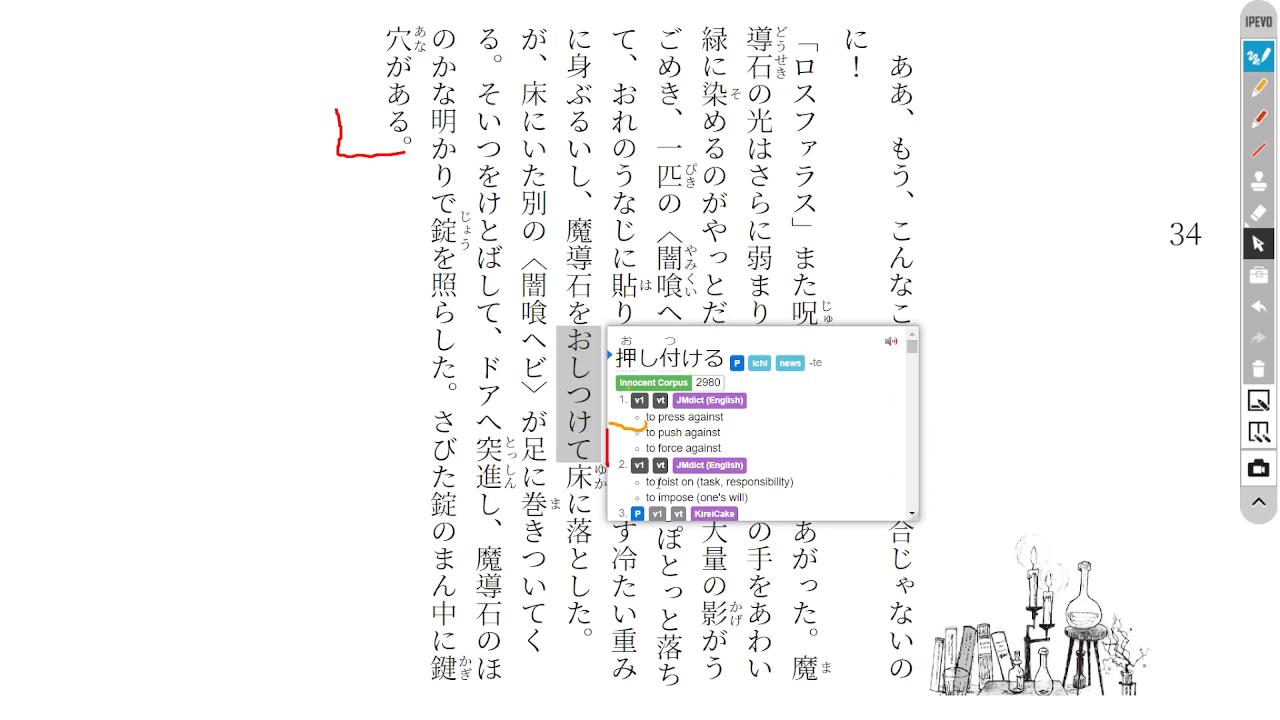 IPEVO
34
ああ、もう、こんなこ 合じゃないの
に！
「ロスファラス」また呪 あがった。魔
導石の光はさらに弱まり の手をあわい
緑に染めるのがやっとだ 大量の影がう
ごめき、一匹の〈闇喰ヘ ぽとっと落ち
て、おれのうなじに貼り す冷たい重み
に身ぶるいし、魔導石をおしつけて床に落とした。
が、床にいた別の〈闇喰ヘビ〉が足に巻きついてく
る。そいつをけとばして、ドアへ突進し、魔導石のほ
のかな明かりで錠を照らした。さびた錠のまん中に鍵
穴がある。
押し付ける P ichi news -te
Innocent Corpus 2980
1. v1 vt JMdict (English)
to press against
to push against
to force against
2. v1 vt JMdict (English)
to foist on (task, responsibility)
to impose (one's will)
3. P v1 vt KireiCake